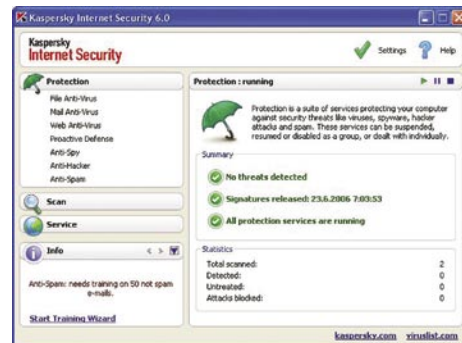 Kaspersky Internet Security 6.0
Kaspersky
Internet Security
Settings
Help
Protection
File Anti-Virus
Mail Anti-Virus
Web Anti-Virus
Proactive Defense
Anti-Spy
Anti-Hacker
Anti-Spam
Scan
Service
Info
Anti-Spam: needs training on 50 not spam
e-mails.
Start Training Wizard
Protection : running
Protection is a suite of services protecting your computer
against security threats like viruses, spyware, hacker
attacks and spam. These services can be suspended,
resumed or disabled as a group, or dealt with individually.
Summary
No threats detected
Signatures released: 23.6.2006 7:03:53
All protection services are running
Statistics
Total scanned: 2
Detected: 0
Untreated: 0
Attacks blocked: 0
kaspersky.com viruslist.com